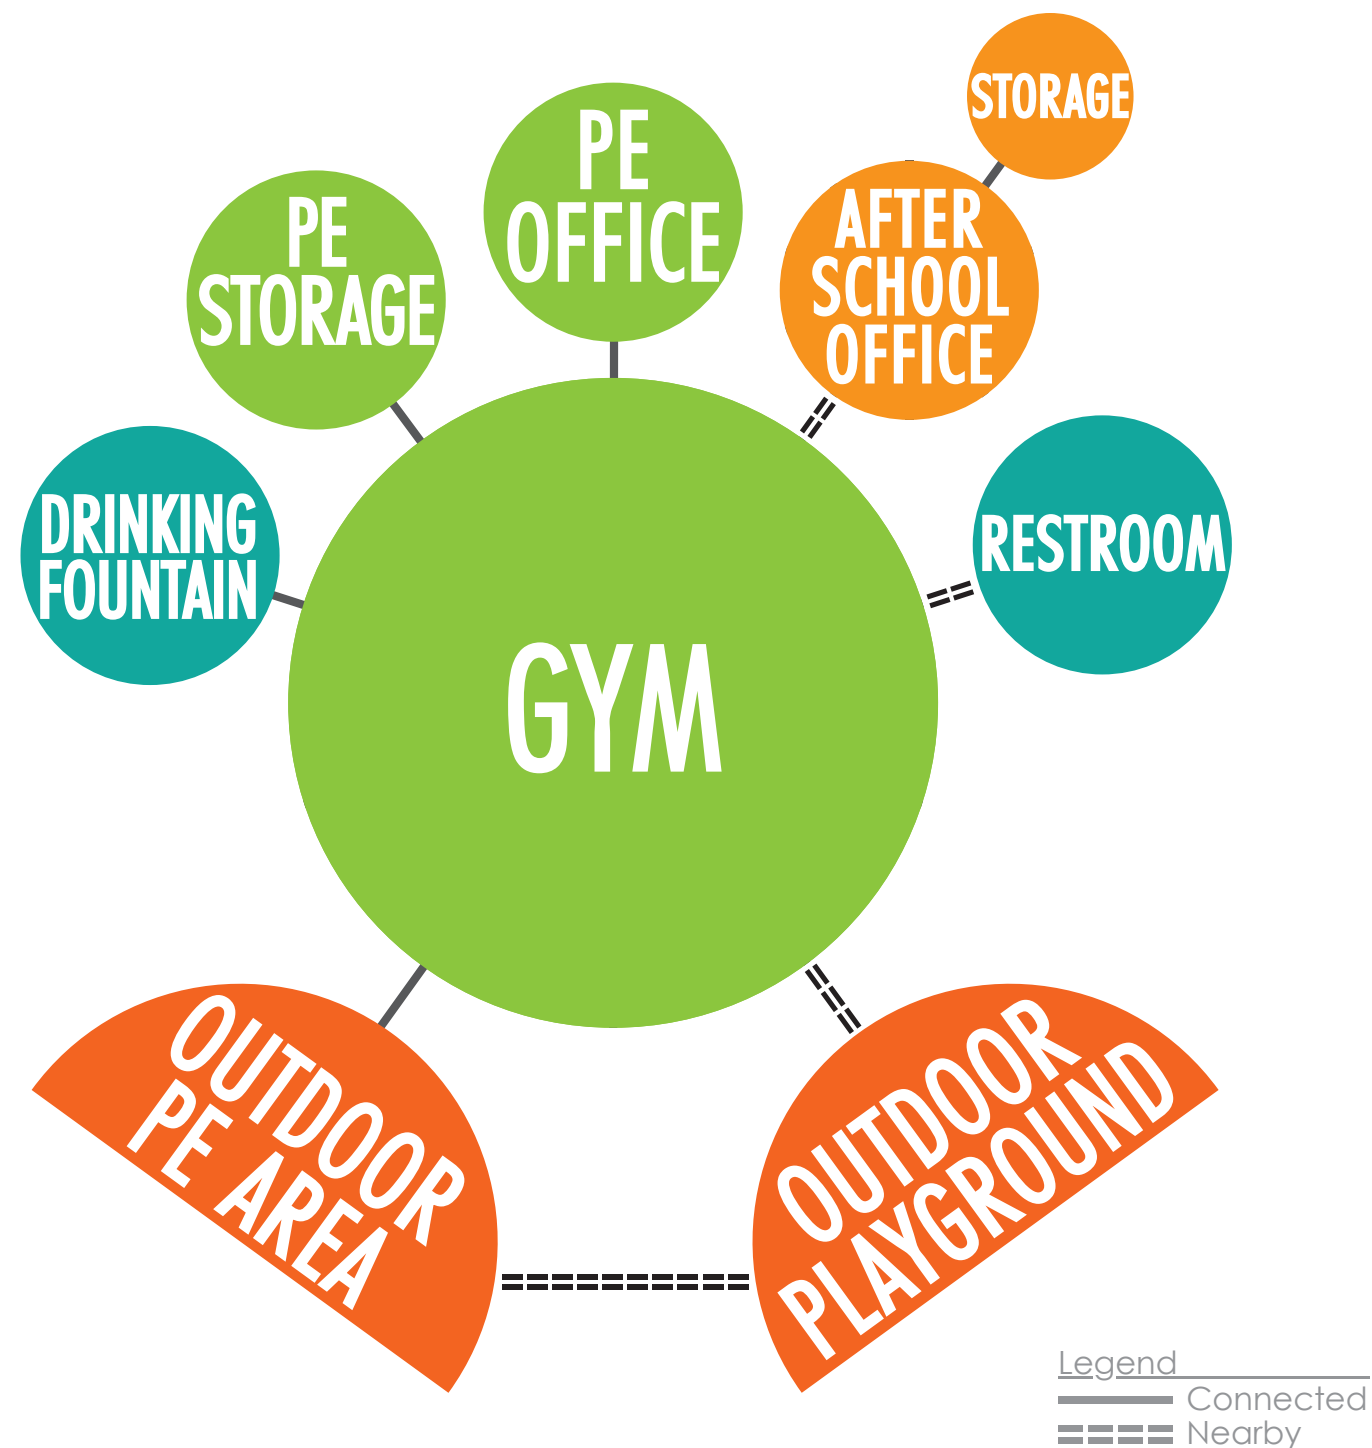 STORAGE
PE
OFFICE
AFTER
SCHOOL
OFFICE
PE
STORAGE
DRINKING
FOUNTAIN
RESTROOM
GYM
OUTDOOR
PE AREA
OUTDOOR
PLAYGROUND
Legend
Connected
Nearby